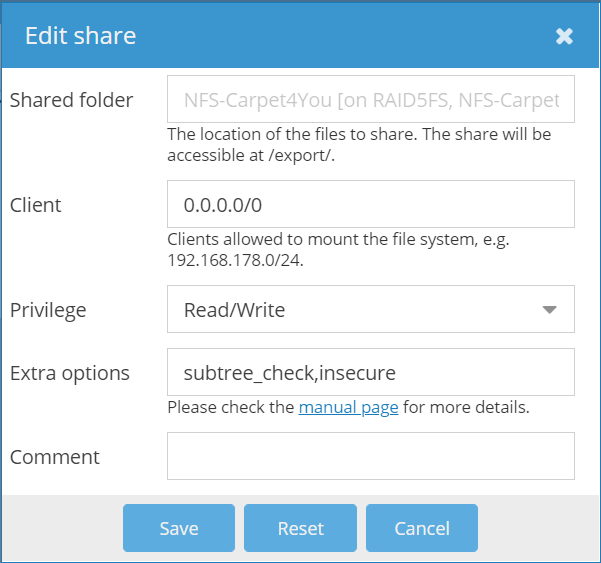 Edit share
Shared folder
NFS-Carpet4You [on RAID5FS, NFS-Carpet
The location of the files to share. The share will be
accessible at /export/.
Client
0.0.0.0/0
Clients allowed to mount the file system, e.g.
192.168.178.0/24.
Privilege
Read/Write
Extra options
subtree_check,insecure
Please check the manual page for more details.
Comment
Save
Reset
Cancel